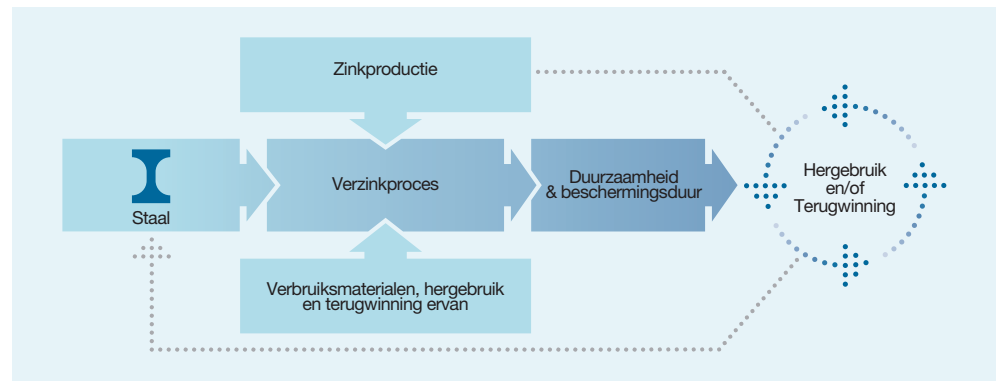 Zinkproductie
Staal
Verzinkproces
Duurzaamheid
& beschermingsduur
Hergebruik
en/of
Terugwinning
Verbruiksmaterialen, hergebruik
en terugwinning ervan